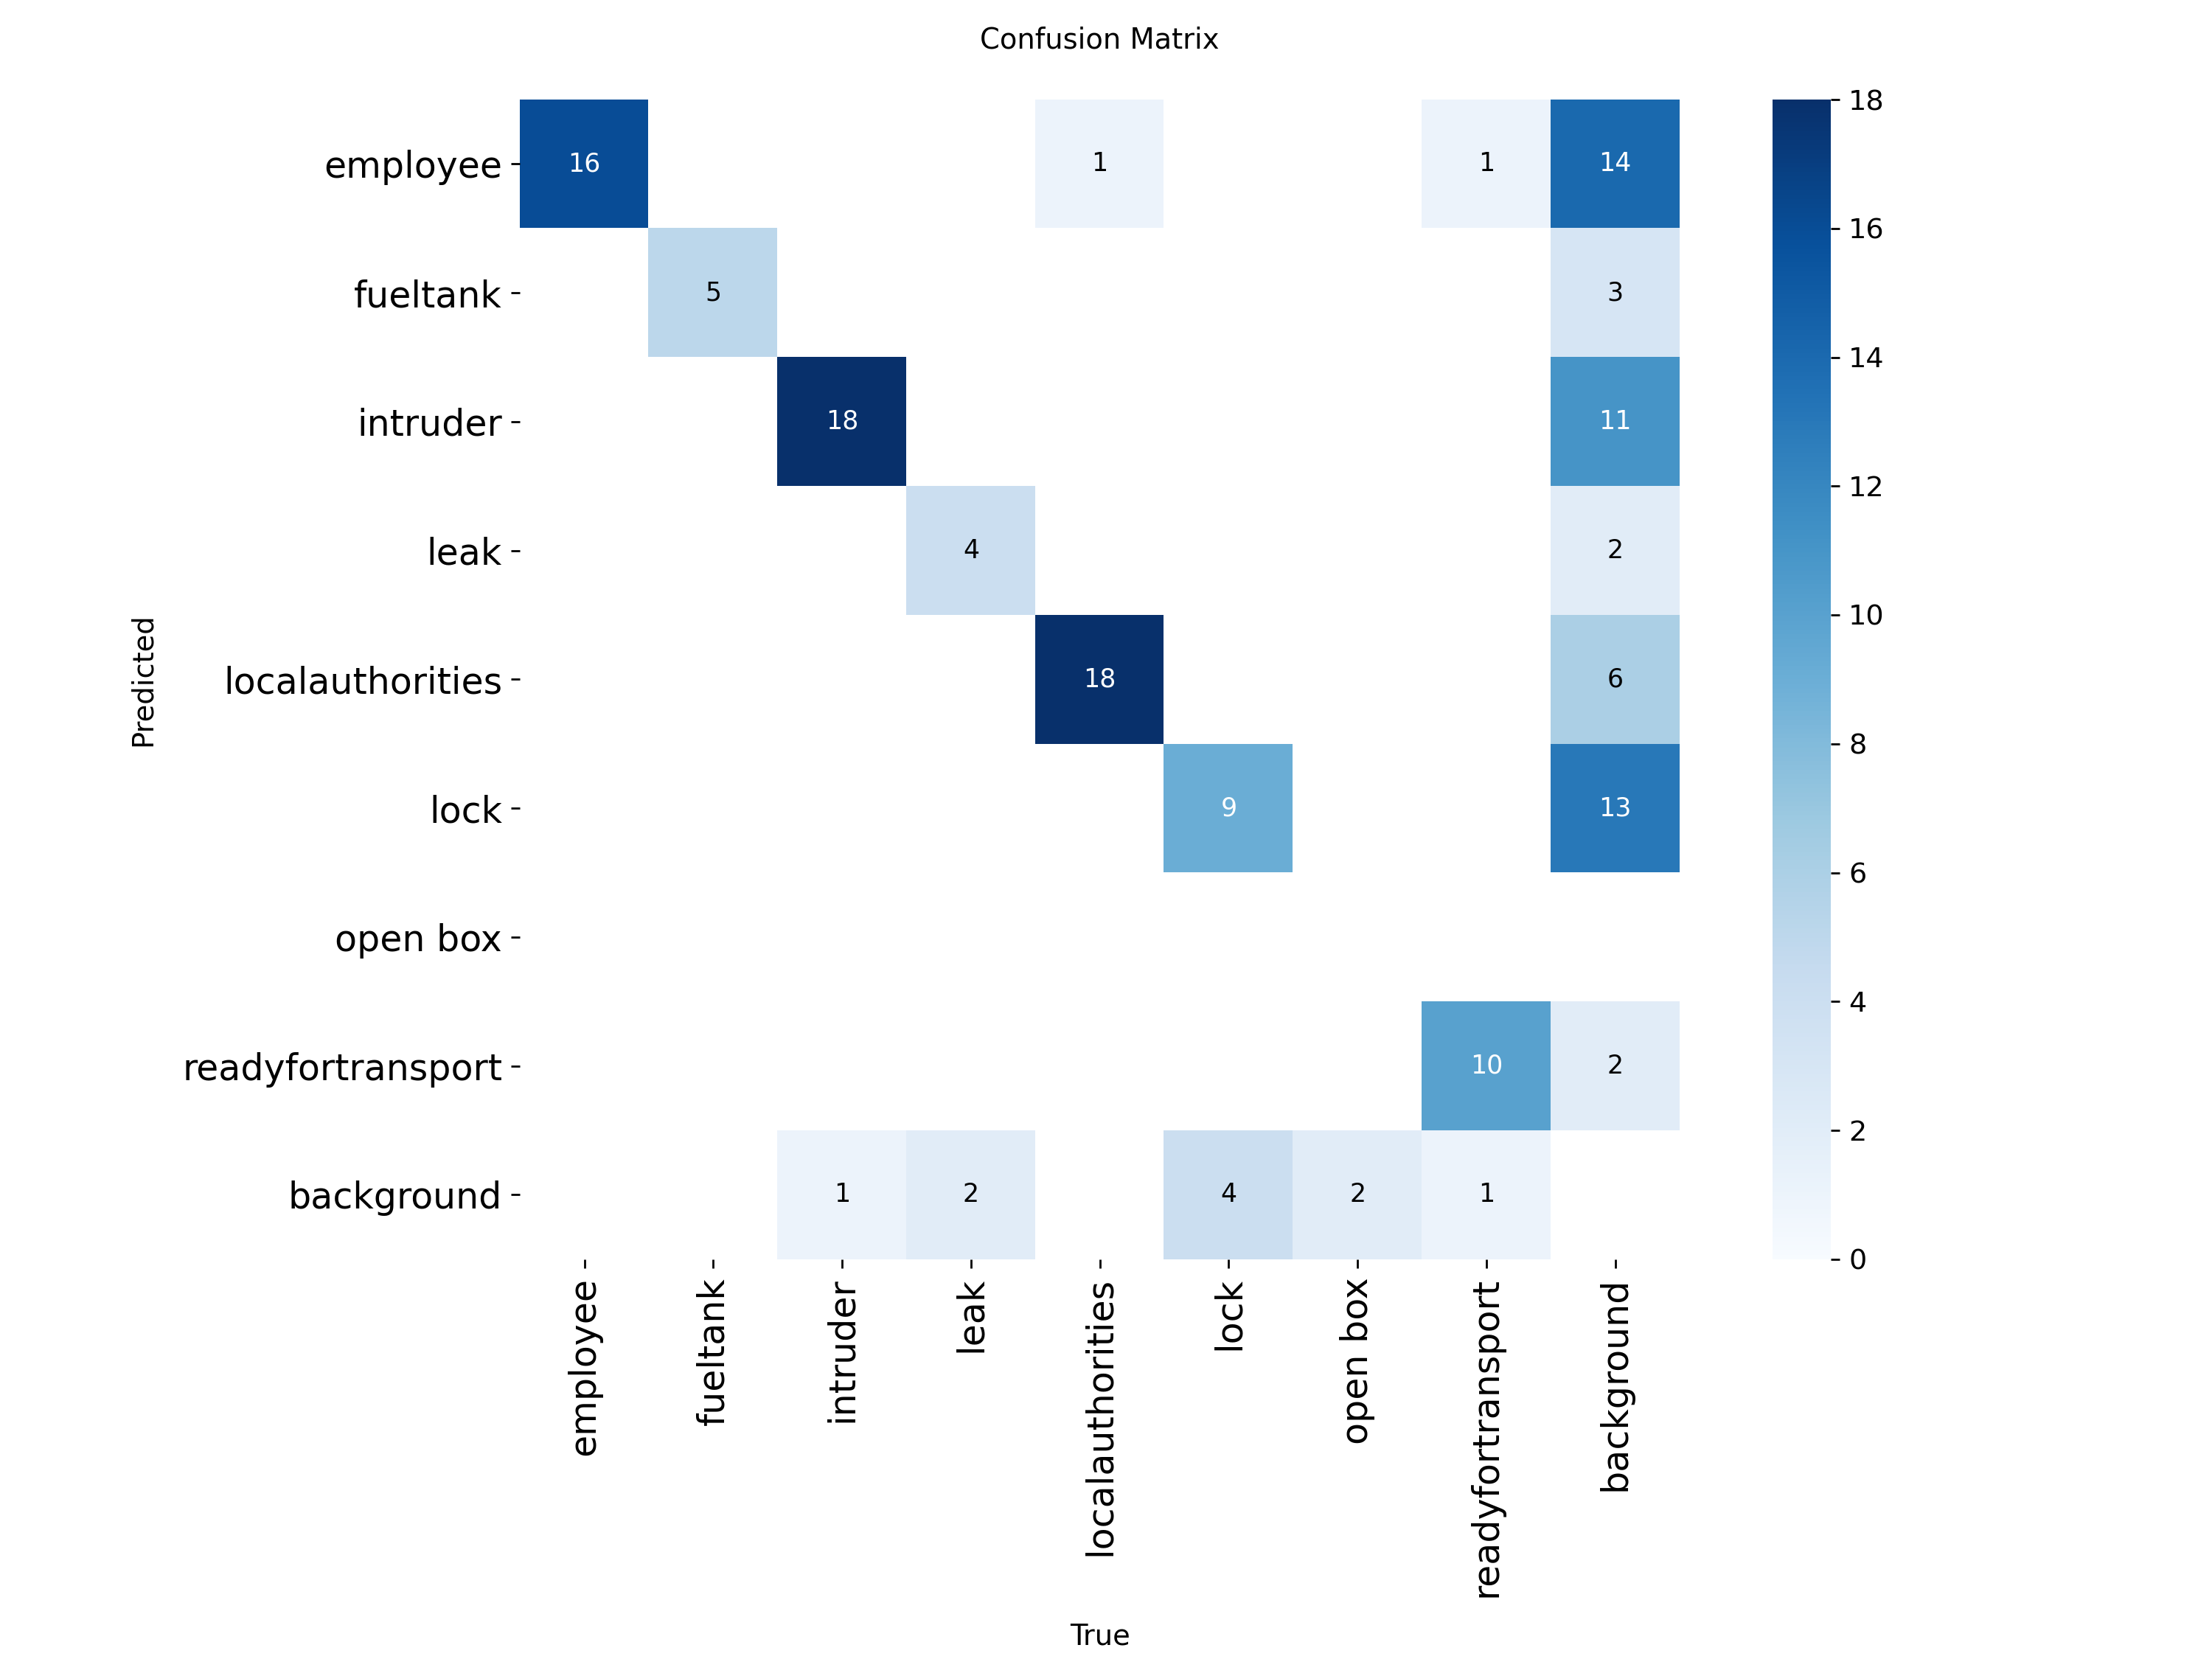 Confusion Matrix
employee
16
1
1
14
18
fueltank
5
3
16
intruder
18
11
14
leak
4
2
12
localauthorities
18
6
10
lock
9
13
8
open box
6
readyfortransport
10
2
4
background
1
2
4
2
1
2
0
Predicted
employee
fueltank
intruder
leak
localauthorities
lock
open box
readyfortransport
background
True